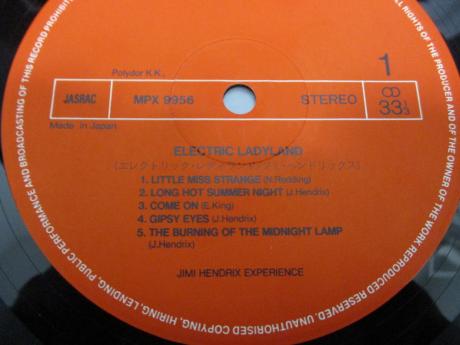 Polydor K.K.,
1
JASRAC
MPX 9956
STEREO
CD
33 1/3
Made in Japan
ELECTRIC LADYLAND
1. LITTLE MISS STRANGE (N.Redding)
2. LONG HOT SUMMER NIGHT (J.Hendrix)
3. COME ON (E.King)
4. GIPSY EYES (J.Hendrix)
5. THE BURNING OF THE MIDNIGHT LAMP
(J.Hendrix)
JIMI HENDRIX EXPERIENCE
ALL RIGHTS OF THE PRODUCER AND OF THE OWNER OF THE WORK REPRODUCED RESERVED. UNAUTHORISED COPYING, HIRING, LENDING, PUBLIC PERFORMANCE AND BROADCASTING OF THIS RECORD PROHIBITED